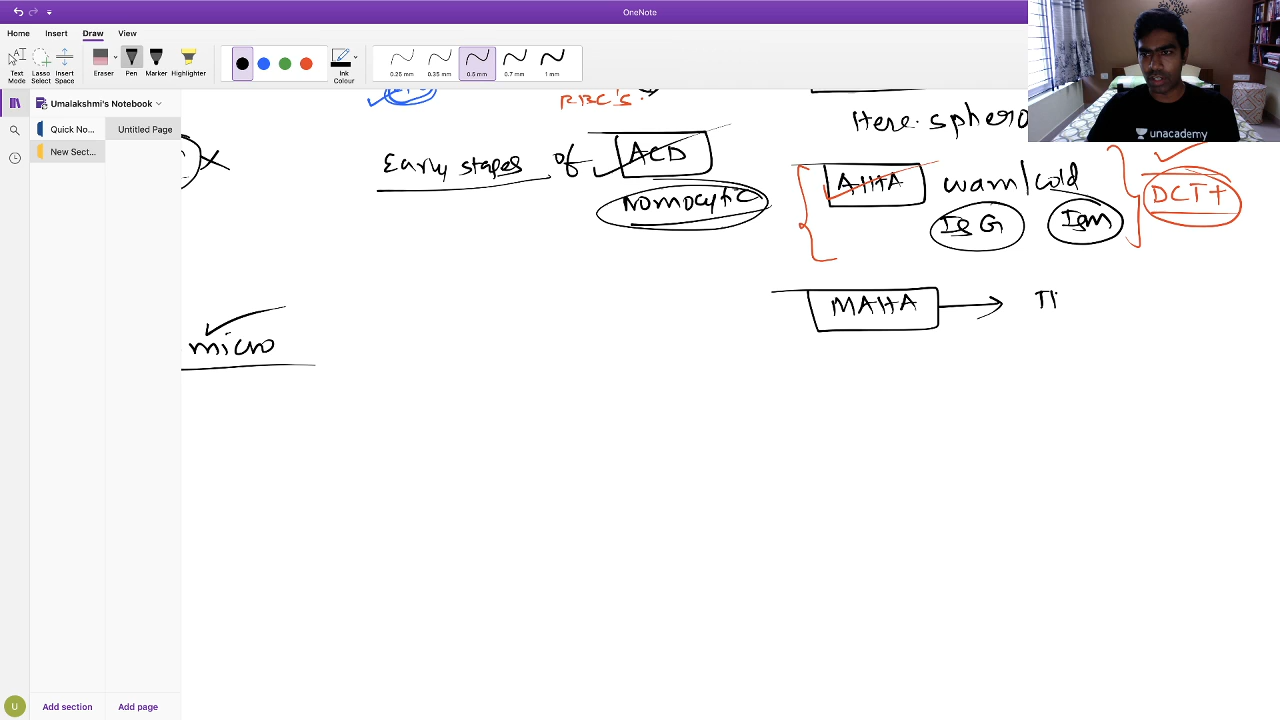 OneNote
Home Insert Draw View
Text Mode
Lasso Select
Insert Space
Eraser
Pen
Marker
Highlighter
Ink Colour
0.25 mm
0.35 mm
0.5 mm
0.7 mm
1 mm
Umalakshmi's Notebook
Quick No...
Untitled Page
New Sect...
RBC's.
Here. sphero
unacademy
Early stages of ACD
Normocytic
AIHA warm/cold
IgG IgM
DCT+
MAHA
micro
U
Add section
Add page